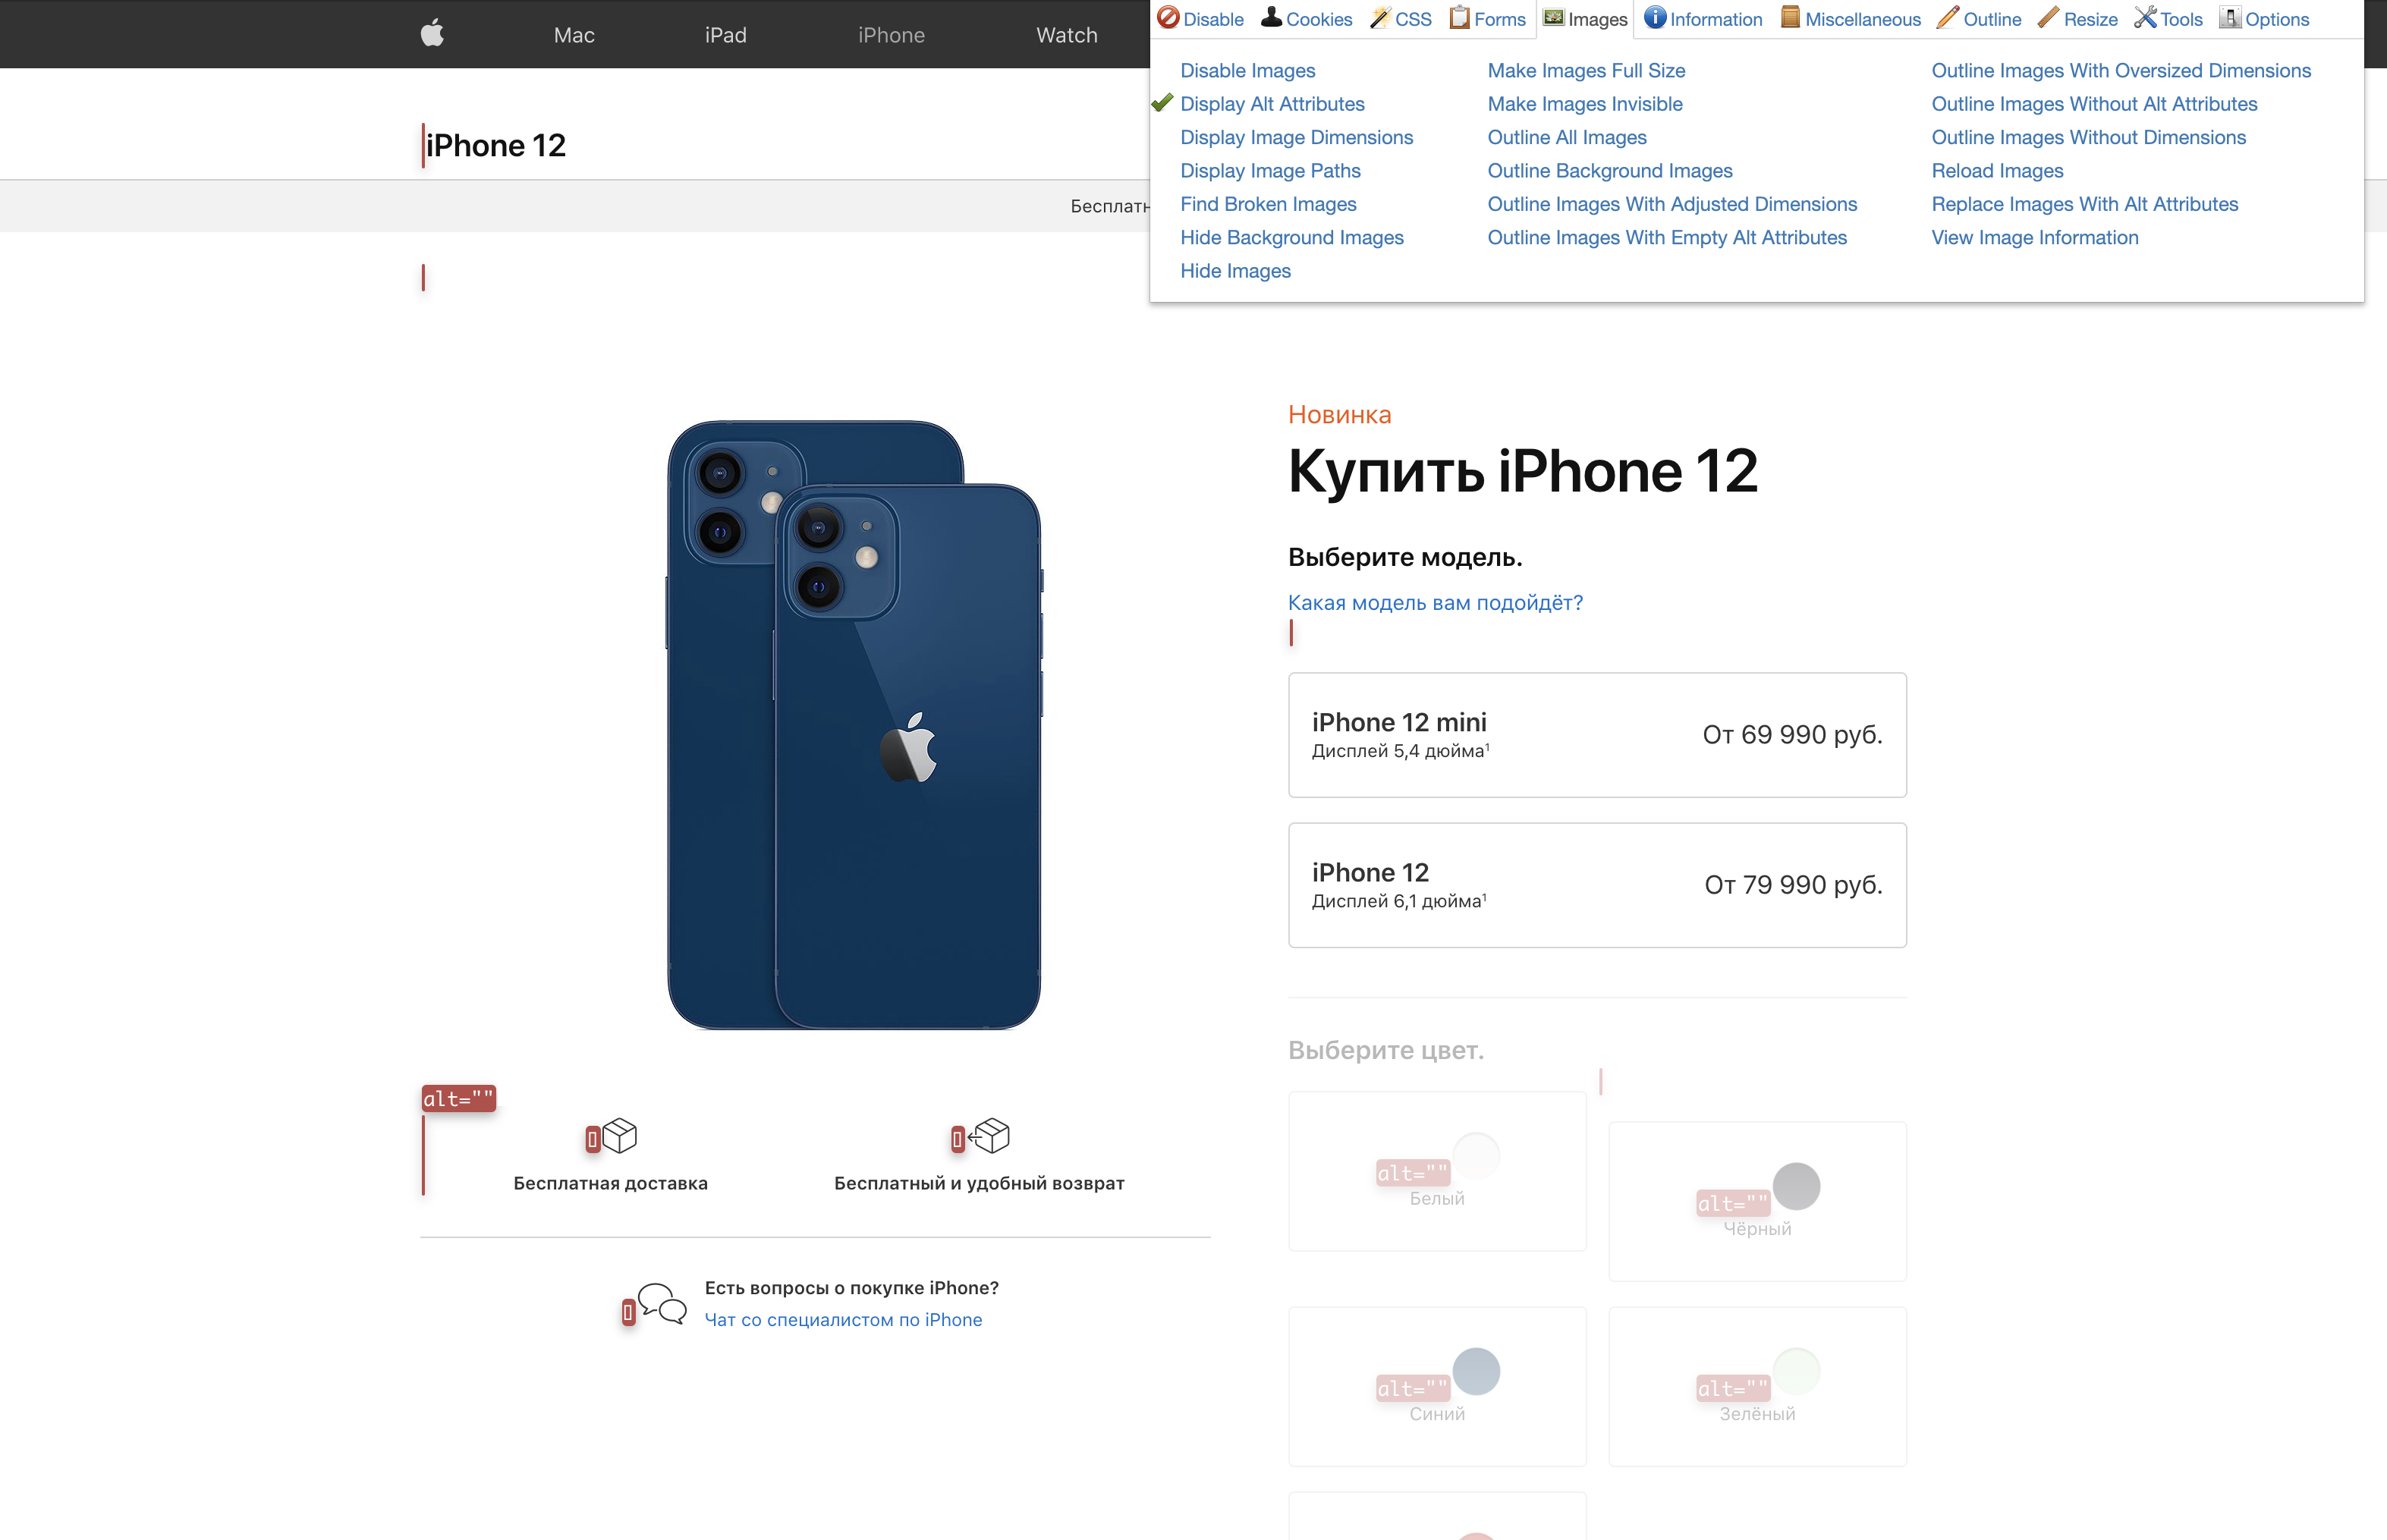 Mac iPad iPhone Watch
Disable Cookies CSS Forms Images Information Miscellaneous Outline Resize Tools Options
Disable Images
Display Alt Attributes
Display Image Dimensions
Display Image Paths
Find Broken Images
Hide Background Images
Hide Images
Make Images Full Size
Make Images Invisible
Outline All Images
Outline Background Images
Outline Images With Adjusted Dimensions
Outline Images With Empty Alt Attributes
Outline Images With Oversized Dimensions
Outline Images Without Alt Attributes
Outline Images Without Dimensions
Reload Images
Replace Images With Alt Attributes
View Image Information
iPhone 12
Бесплатн
Новинка
Купить iPhone 12
Выберите модель.
Какая модель вам подойдёт?
iPhone 12 mini
Дисплей 5,4 дюйма¹
От 69 990 руб.
iPhone 12
Дисплей 6,1 дюйма¹
От 79 990 руб.
alt=""
Бесплатная доставка
Бесплатный и удобный возврат
Есть вопросы о покупке iPhone?
Чат со специалистом по iPhone
Выберите цвет.
alt=""
Белый
alt=""
Чёрный
alt=""
Синий
alt=""
Зелёный